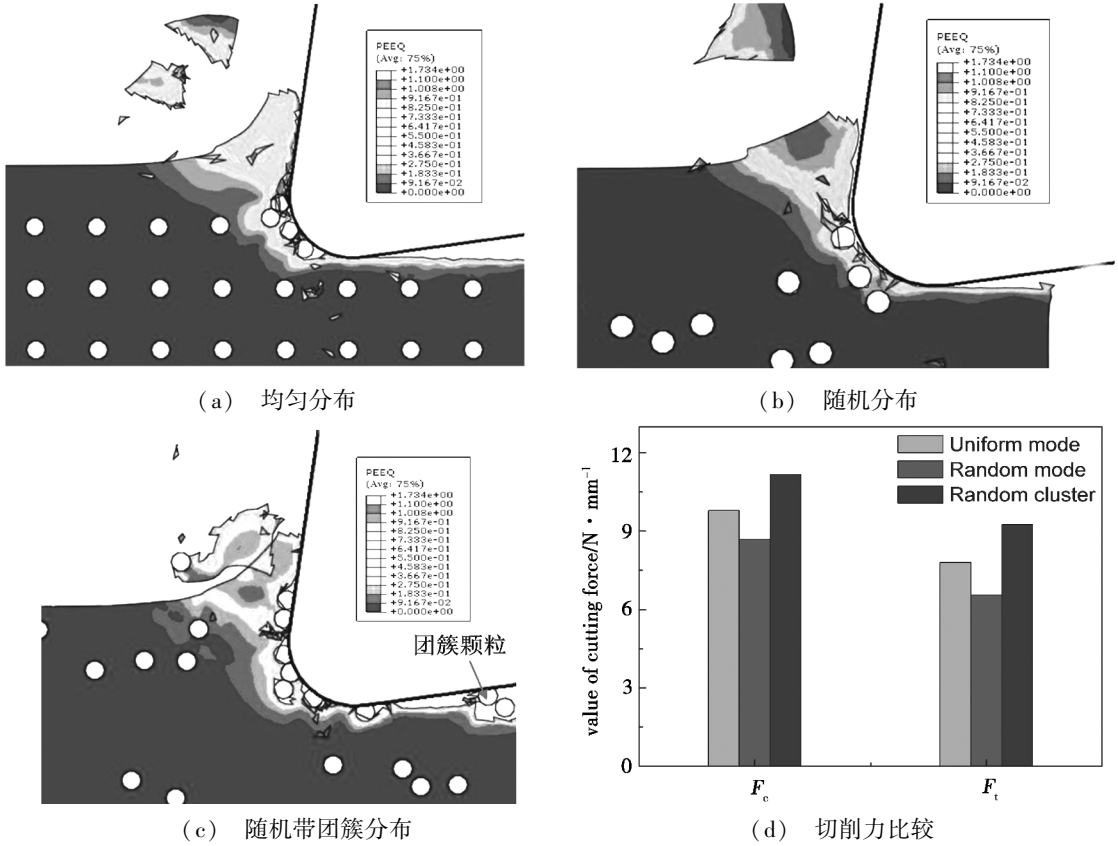 PEEQ
(Avg: 75%)
+1.734e+00
+1.100e+00
+1.008e+00
+9.167e-01
+8.250e-01
+7.333e-01
+6.417e-01
+5.500e-01
+4.583e-01
+3.667e-01
+2.750e-01
+1.833e-01
+9.167e-02
+0.000e+00
(a) 均匀分布
PEEQ
(Avg: 75%)
+1.734e+00
+1.100e+00
+1.008e+00
+9.167e-01
+8.250e-01
+7.333e-01
+6.417e-01
+5.500e-01
+4.583e-01
+3.667e-01
+2.750e-01
+1.833e-01
+9.167e-02
+0.000e+00
(b) 随机分布
PEEQ
(Avg: 75%)
+1.734e+00
+1.100e+00
+1.008e+00
+9.167e-01
+8.250e-01
+7.333e-01
+6.417e-01
+5.500e-01
+4.583e-01
+3.667e-01
+2.750e-01
+1.833e-01
+9.167e-02
+0.000e+00
团簇颗粒
(c) 随机带团簇分布
value of cutting force/N·mm⁻¹
12
9
6
3
0
Uniform mode
Random mode
Random cluster
Fc
Ft
(d) 切削力比较